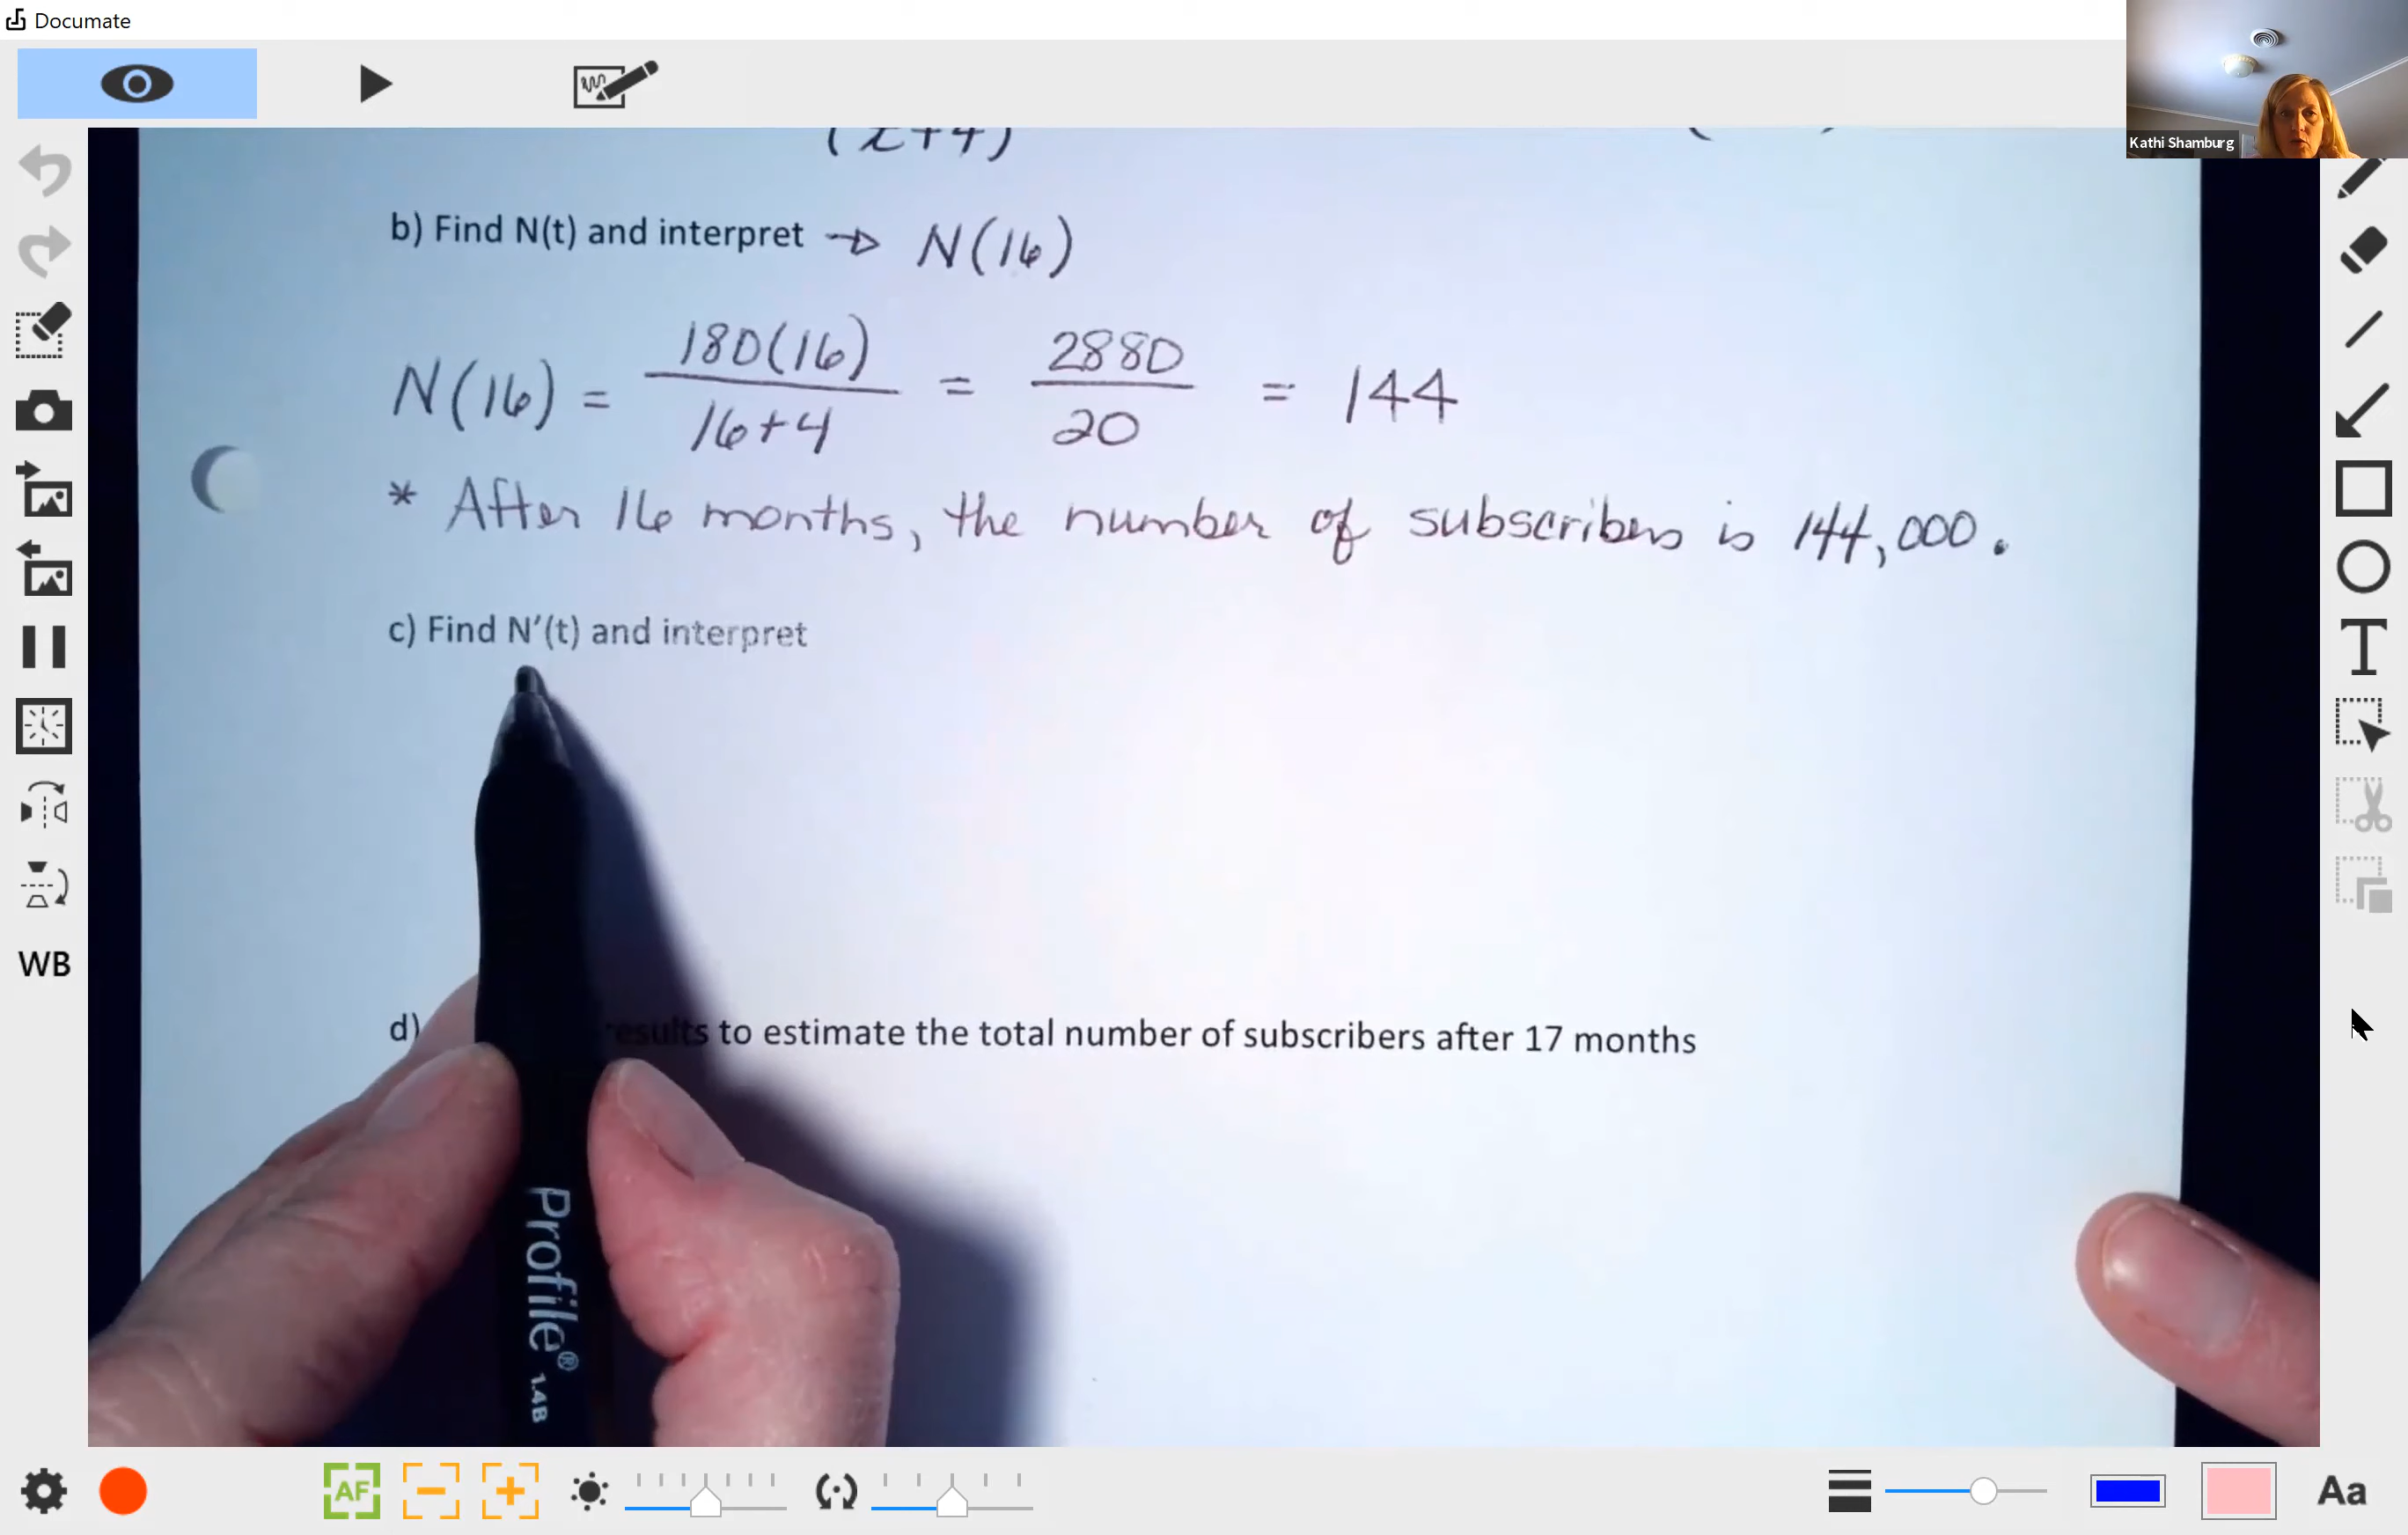 Documate
Kathi Shamburg
(t+4)
b) Find N(t) and interpret → N(16)
N(16) = 180(16) / 16+4 = 2880 / 20 = 144
* After 16 months, the number of subscribers is 144,000.
c) Find N′(t) and interpret
d) results to estimate the total number of subscribers after 17 months
Profile® 1.4B
WB
T
AF
Aa